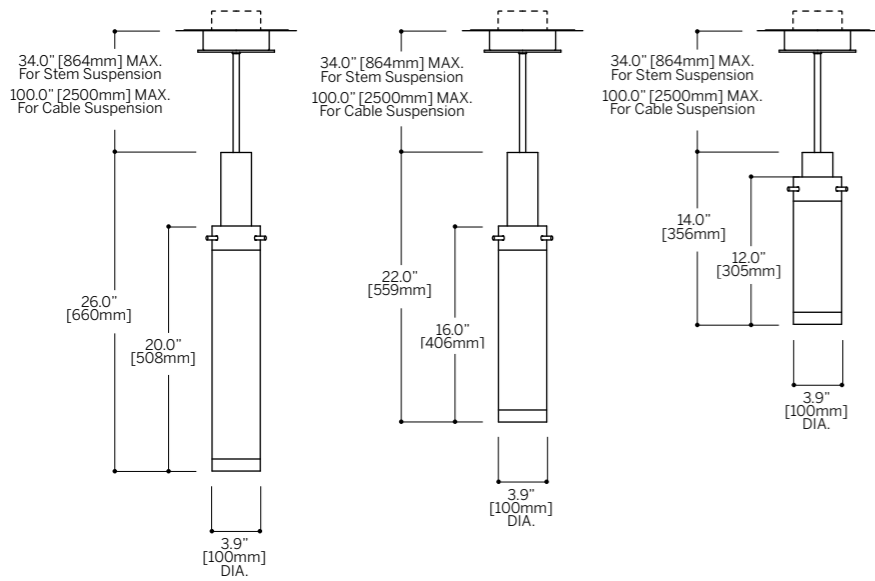 34.0” [864mm] MAX.
For Stem Suspension
100.0” [2500mm] MAX.
For Cable Suspension
26.0”
[660mm]
20.0”
[508mm]
3.9”
[100mm]
DIA.
34.0” [864mm] MAX.
For Stem Suspension
100.0” [2500mm] MAX.
For Cable Suspension
22.0”
[559mm]
16.0”
[406mm]
3.9”
[100mm]
DIA.
34.0” [864mm] MAX.
For Stem Suspension
100.0” [2500mm] MAX.
For Cable Suspension
14.0”
[356mm]
12.0”
[305mm]
3.9”
[100mm]
DIA.